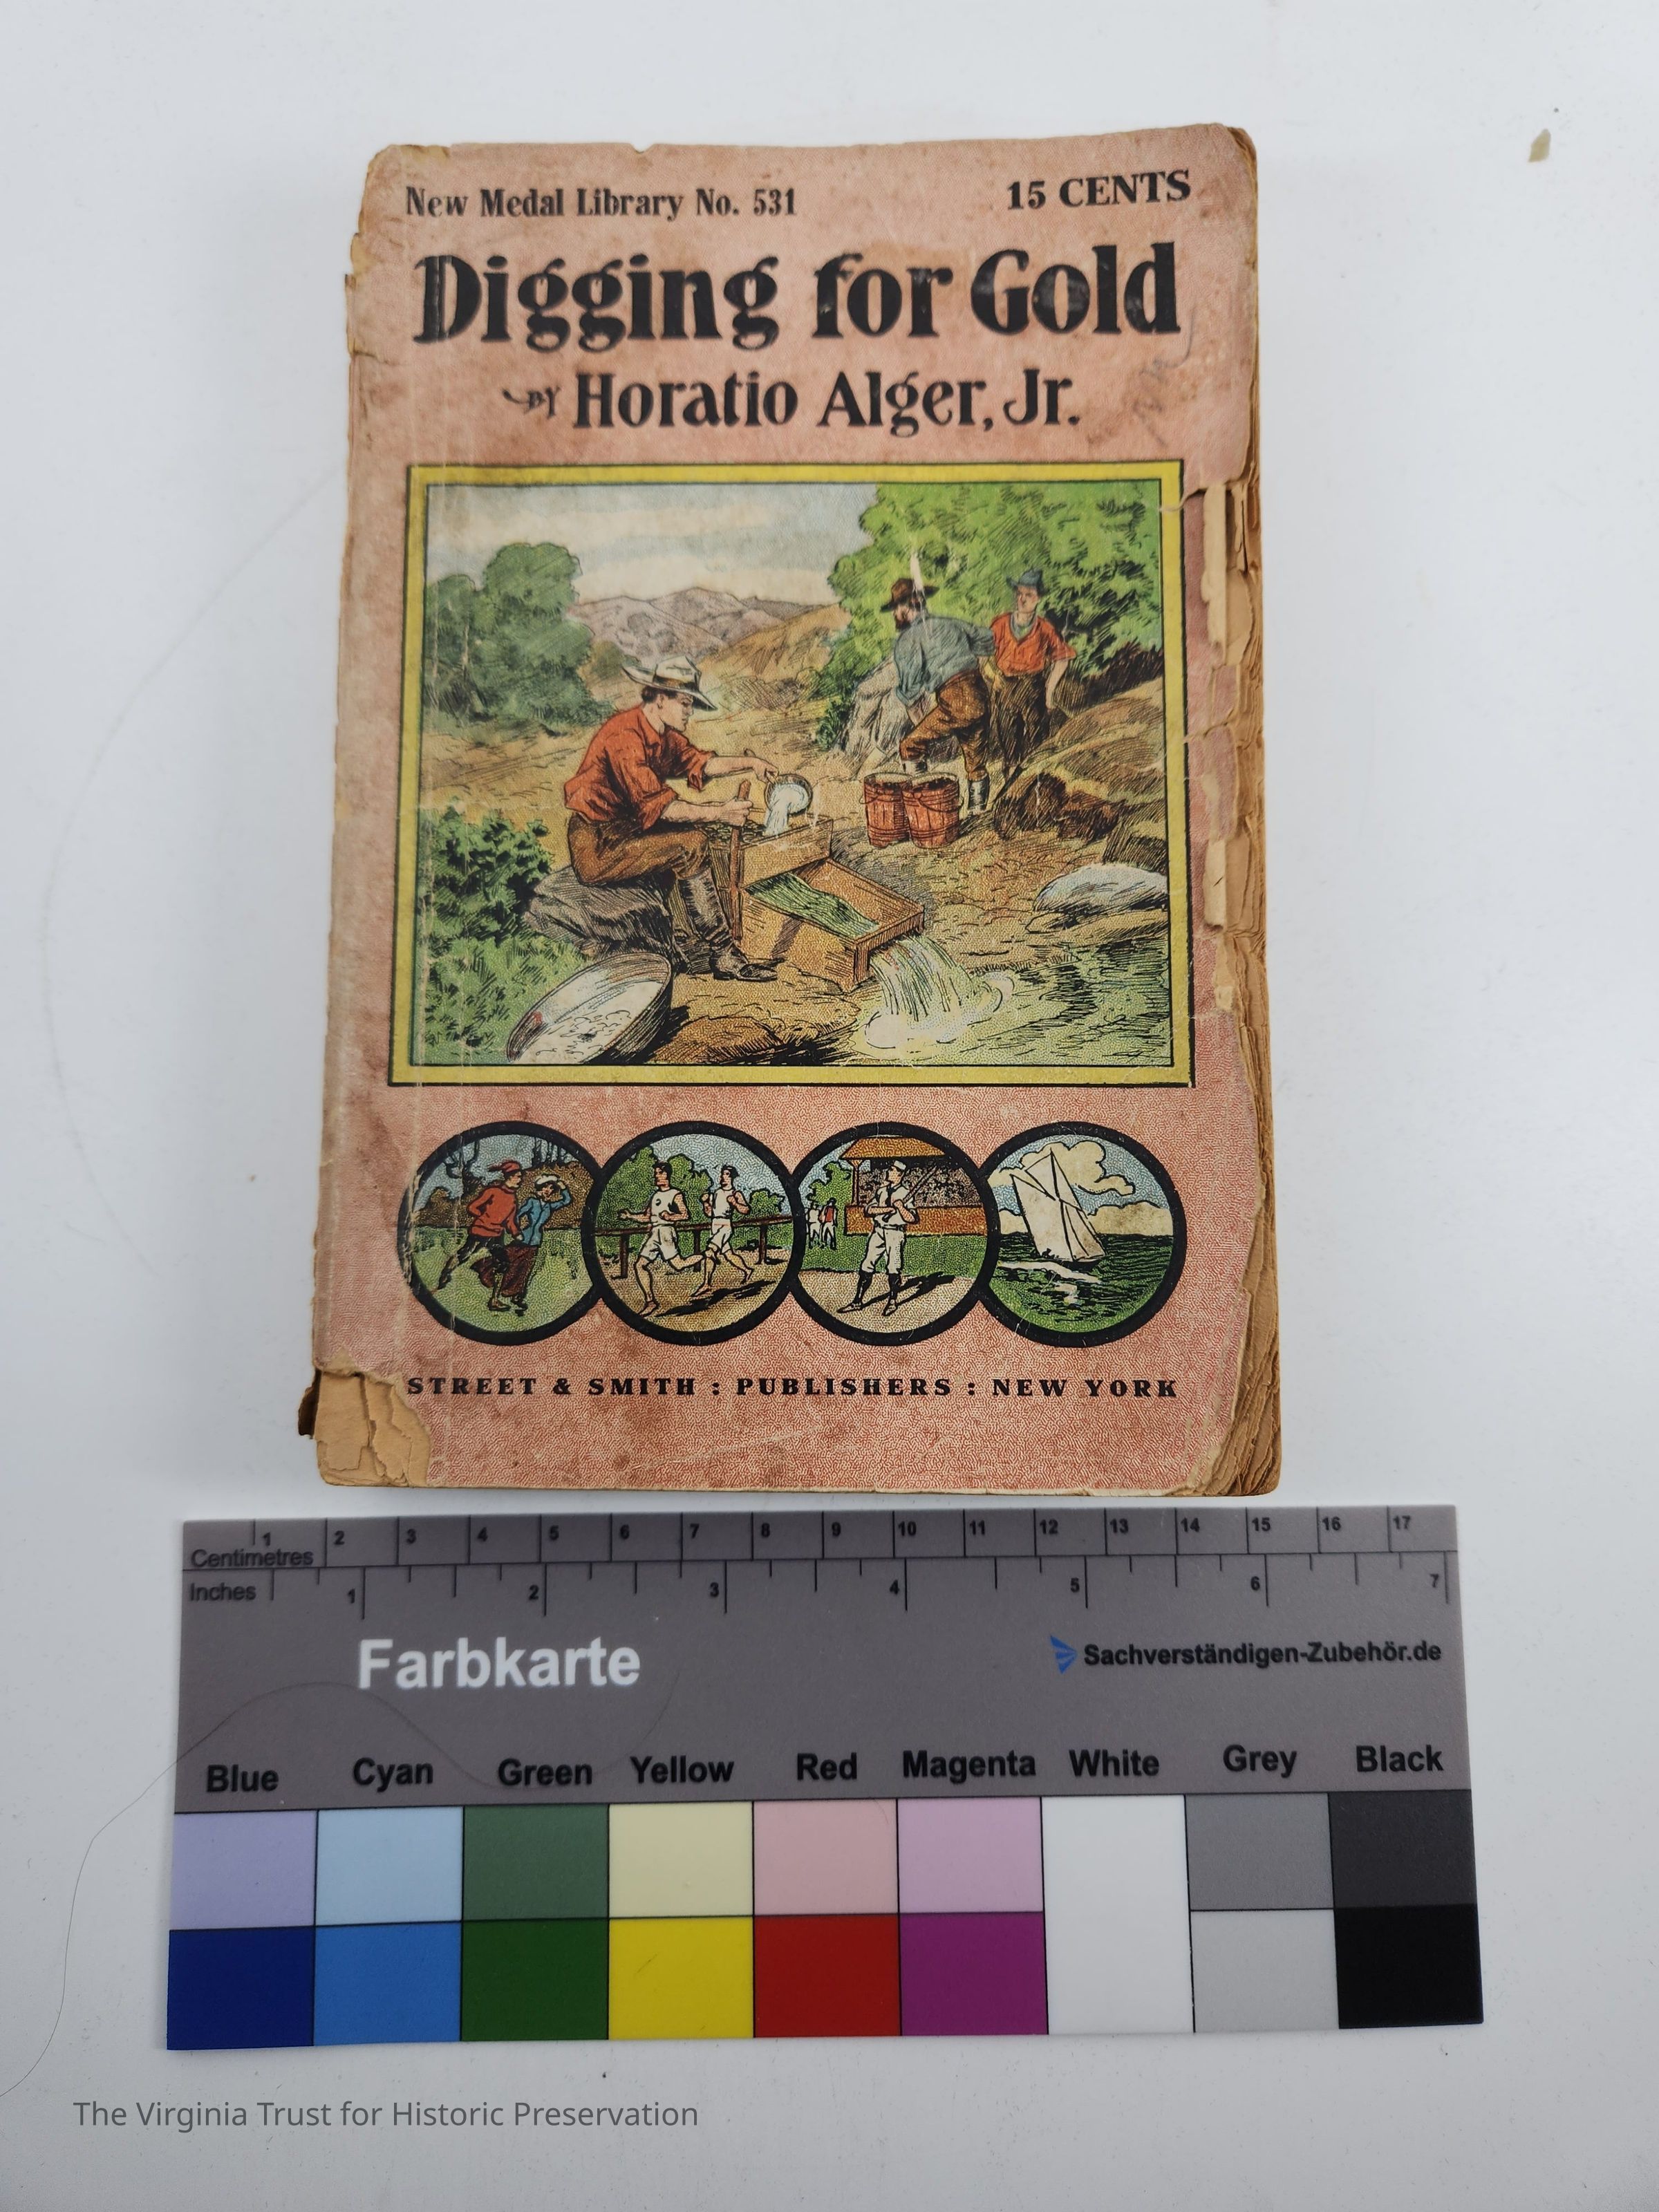 New Medal Library No. 531 15 CENTS
Digging for Gold
BY Horatio Alger, Jr.
STREET & SMITH : PUBLISHERS : NEW YORK
1 2 3 4 5 6 7 8 9 10 11 12 13 14 15 16 17
Centimetres
Inches 1 2 3 4 5 6 7
Farbkarte Sachverständigen-Zubehör.de
Blue Cyan Green Yellow Red Magenta White Grey Black
The Virginia Trust for Historic Preservation